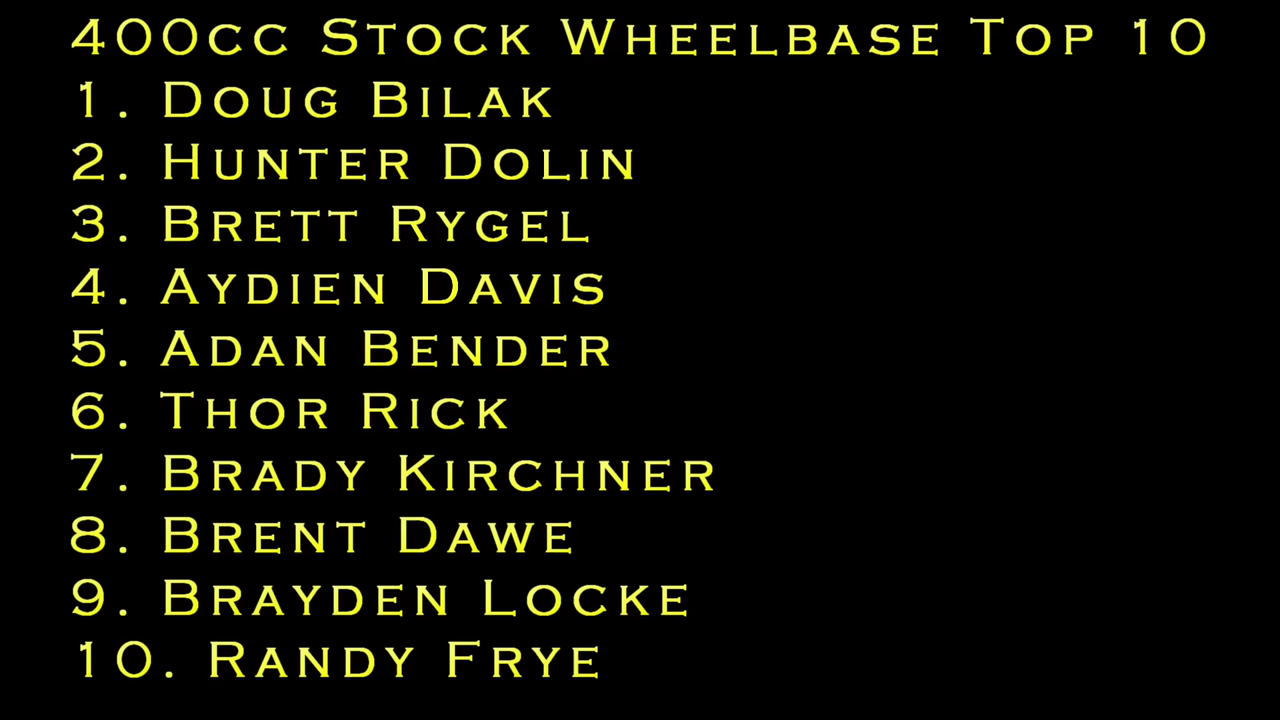 400cc Stock Wheelbase Top 10
1. Doug Bilak
2. Hunter Dolin
3. Brett Rygel
4. Aydien Davis
5. Adan Bender
6. Thor Rick
7. Brady Kirchner
8. Brent Dawe
9. Brayden Locke
10. Randy Frye